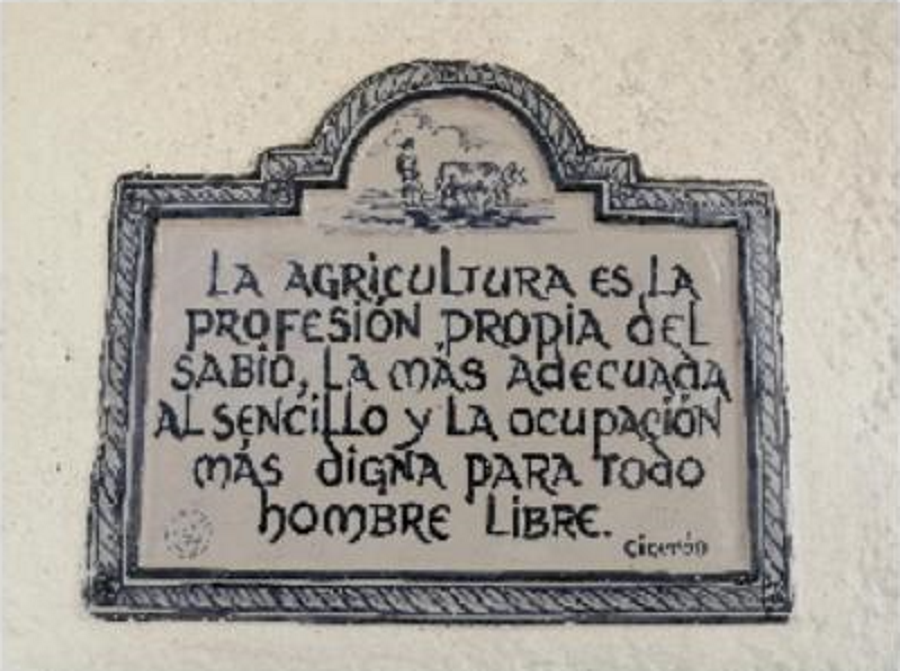 LA AGRICULTURA ES LA
PROFESIÓN PROPIA DEL
SABIO, LA MÁS ADECUADA
AL SENCILLO Y LA OCUPACIÓN
MÁS DIGNA PARA TODO
HOMBRE LIBRE.
Cicerón